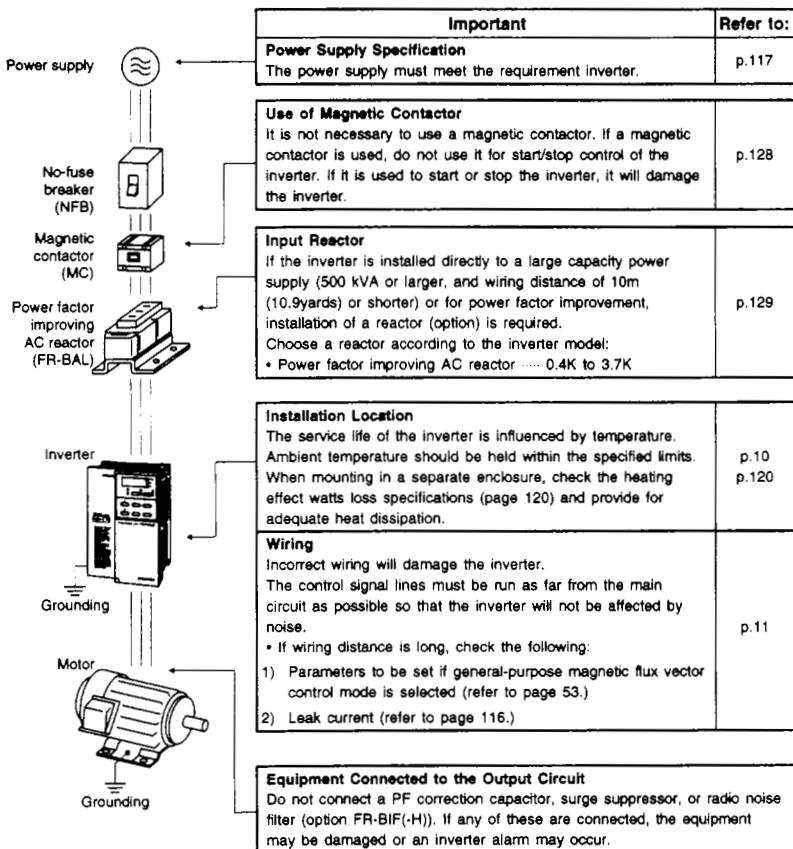 Important
Refer to:
Power supply
Power Supply Specification
The power supply must meet the requirement inverter.
p.117
No-fuse
breaker
(NFB)
Use of Magnetic Contactor
It is not necessary to use a magnetic contactor. If a magnetic
contactor is used, do not use it for start/stop control of the
inverter. If it is used to start or stop the inverter, it will damage
the inverter.
p.128
Magnetic
contactor
(MC)
Power factor
improving
AC reactor
(FR-BAL)
Input Reactor
If the inverter is installed directly to a large capacity power
supply (500 kVA or larger, and wiring distance of 10m
(10.9yards) or shorter) or for power factor improvement,
installation of a reactor (option) is required.
Choose a reactor according to the inverter model:
• Power factor improving AC reactor ····· 0.4K to 3.7K
p.129
Inverter
Installation Location
The service life of the inverter is influenced by temperature.
Ambient temperature should be held within the specified limits.
When mounting in a separate enclosure, check the heating
effect watts loss specifications (page 120) and provide for
adequate heat dissipation.
p.10
p.120
Grounding
Wiring
Incorrect wiring will damage the inverter.
The control signal lines must be run as far from the main
circuit as possible so that the inverter will not be affected by
noise.
• If wiring distance is long, check the following:
1) Parameters to be set if general-purpose magnetic flux vector
control mode is selected (refer to page 53.)
2) Leak current (refer to page 116.)
p.11
Motor
Grounding
Equipment Connected to the Output Circuit
Do not connect a PF correction capacitor, surge suppressor, or radio noise
filter (option FR-BIF(-H)). If any of these are connected, the equipment
may be damaged or an inverter alarm may occur.